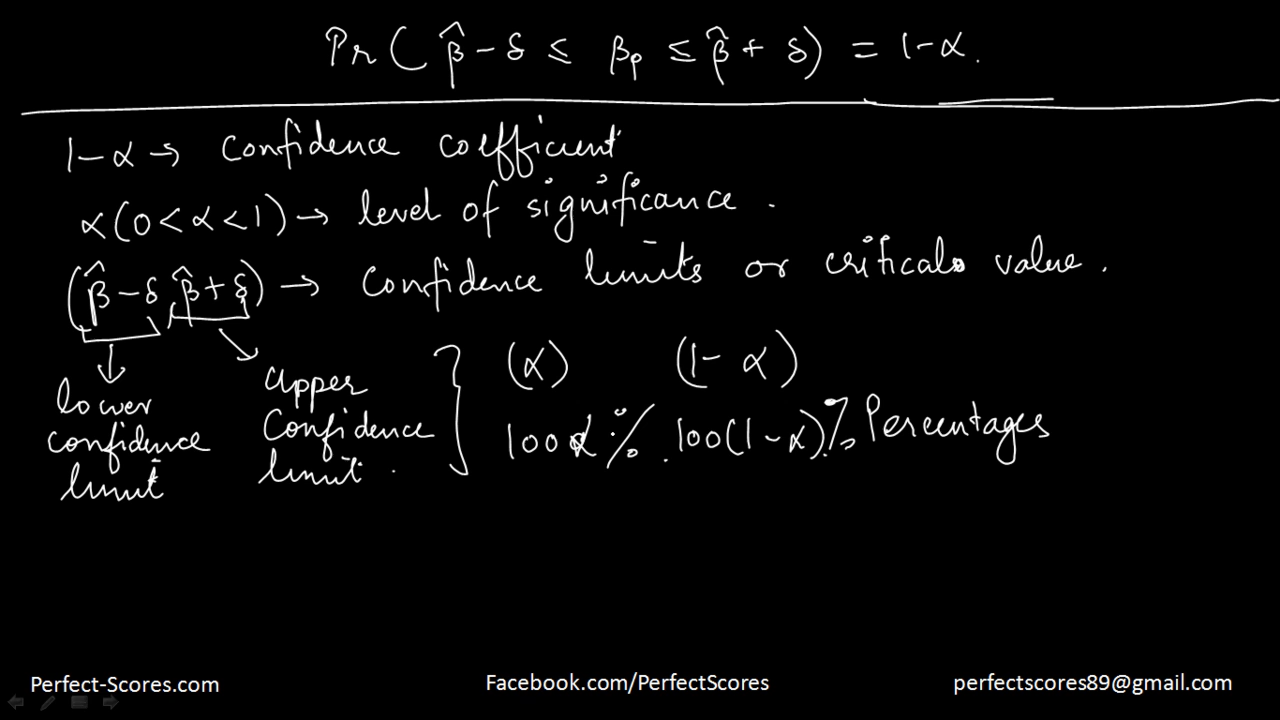 Pr( β̂ - δ ≤ βp ≤ β̂ + δ) = 1-α.
1-α → Confidence coefficient
α(0<α<1) → level of significance.
(β̂-δ, β̂+δ) → Confidence limits or criticals value.
lower confidence limit
upper Confidence limit.
(α) (1-α)
100α% 100(1-α)% Percentages
Perfect-Scores.com
Facebook.com/PerfectScores
perfectscores89@gmail.com